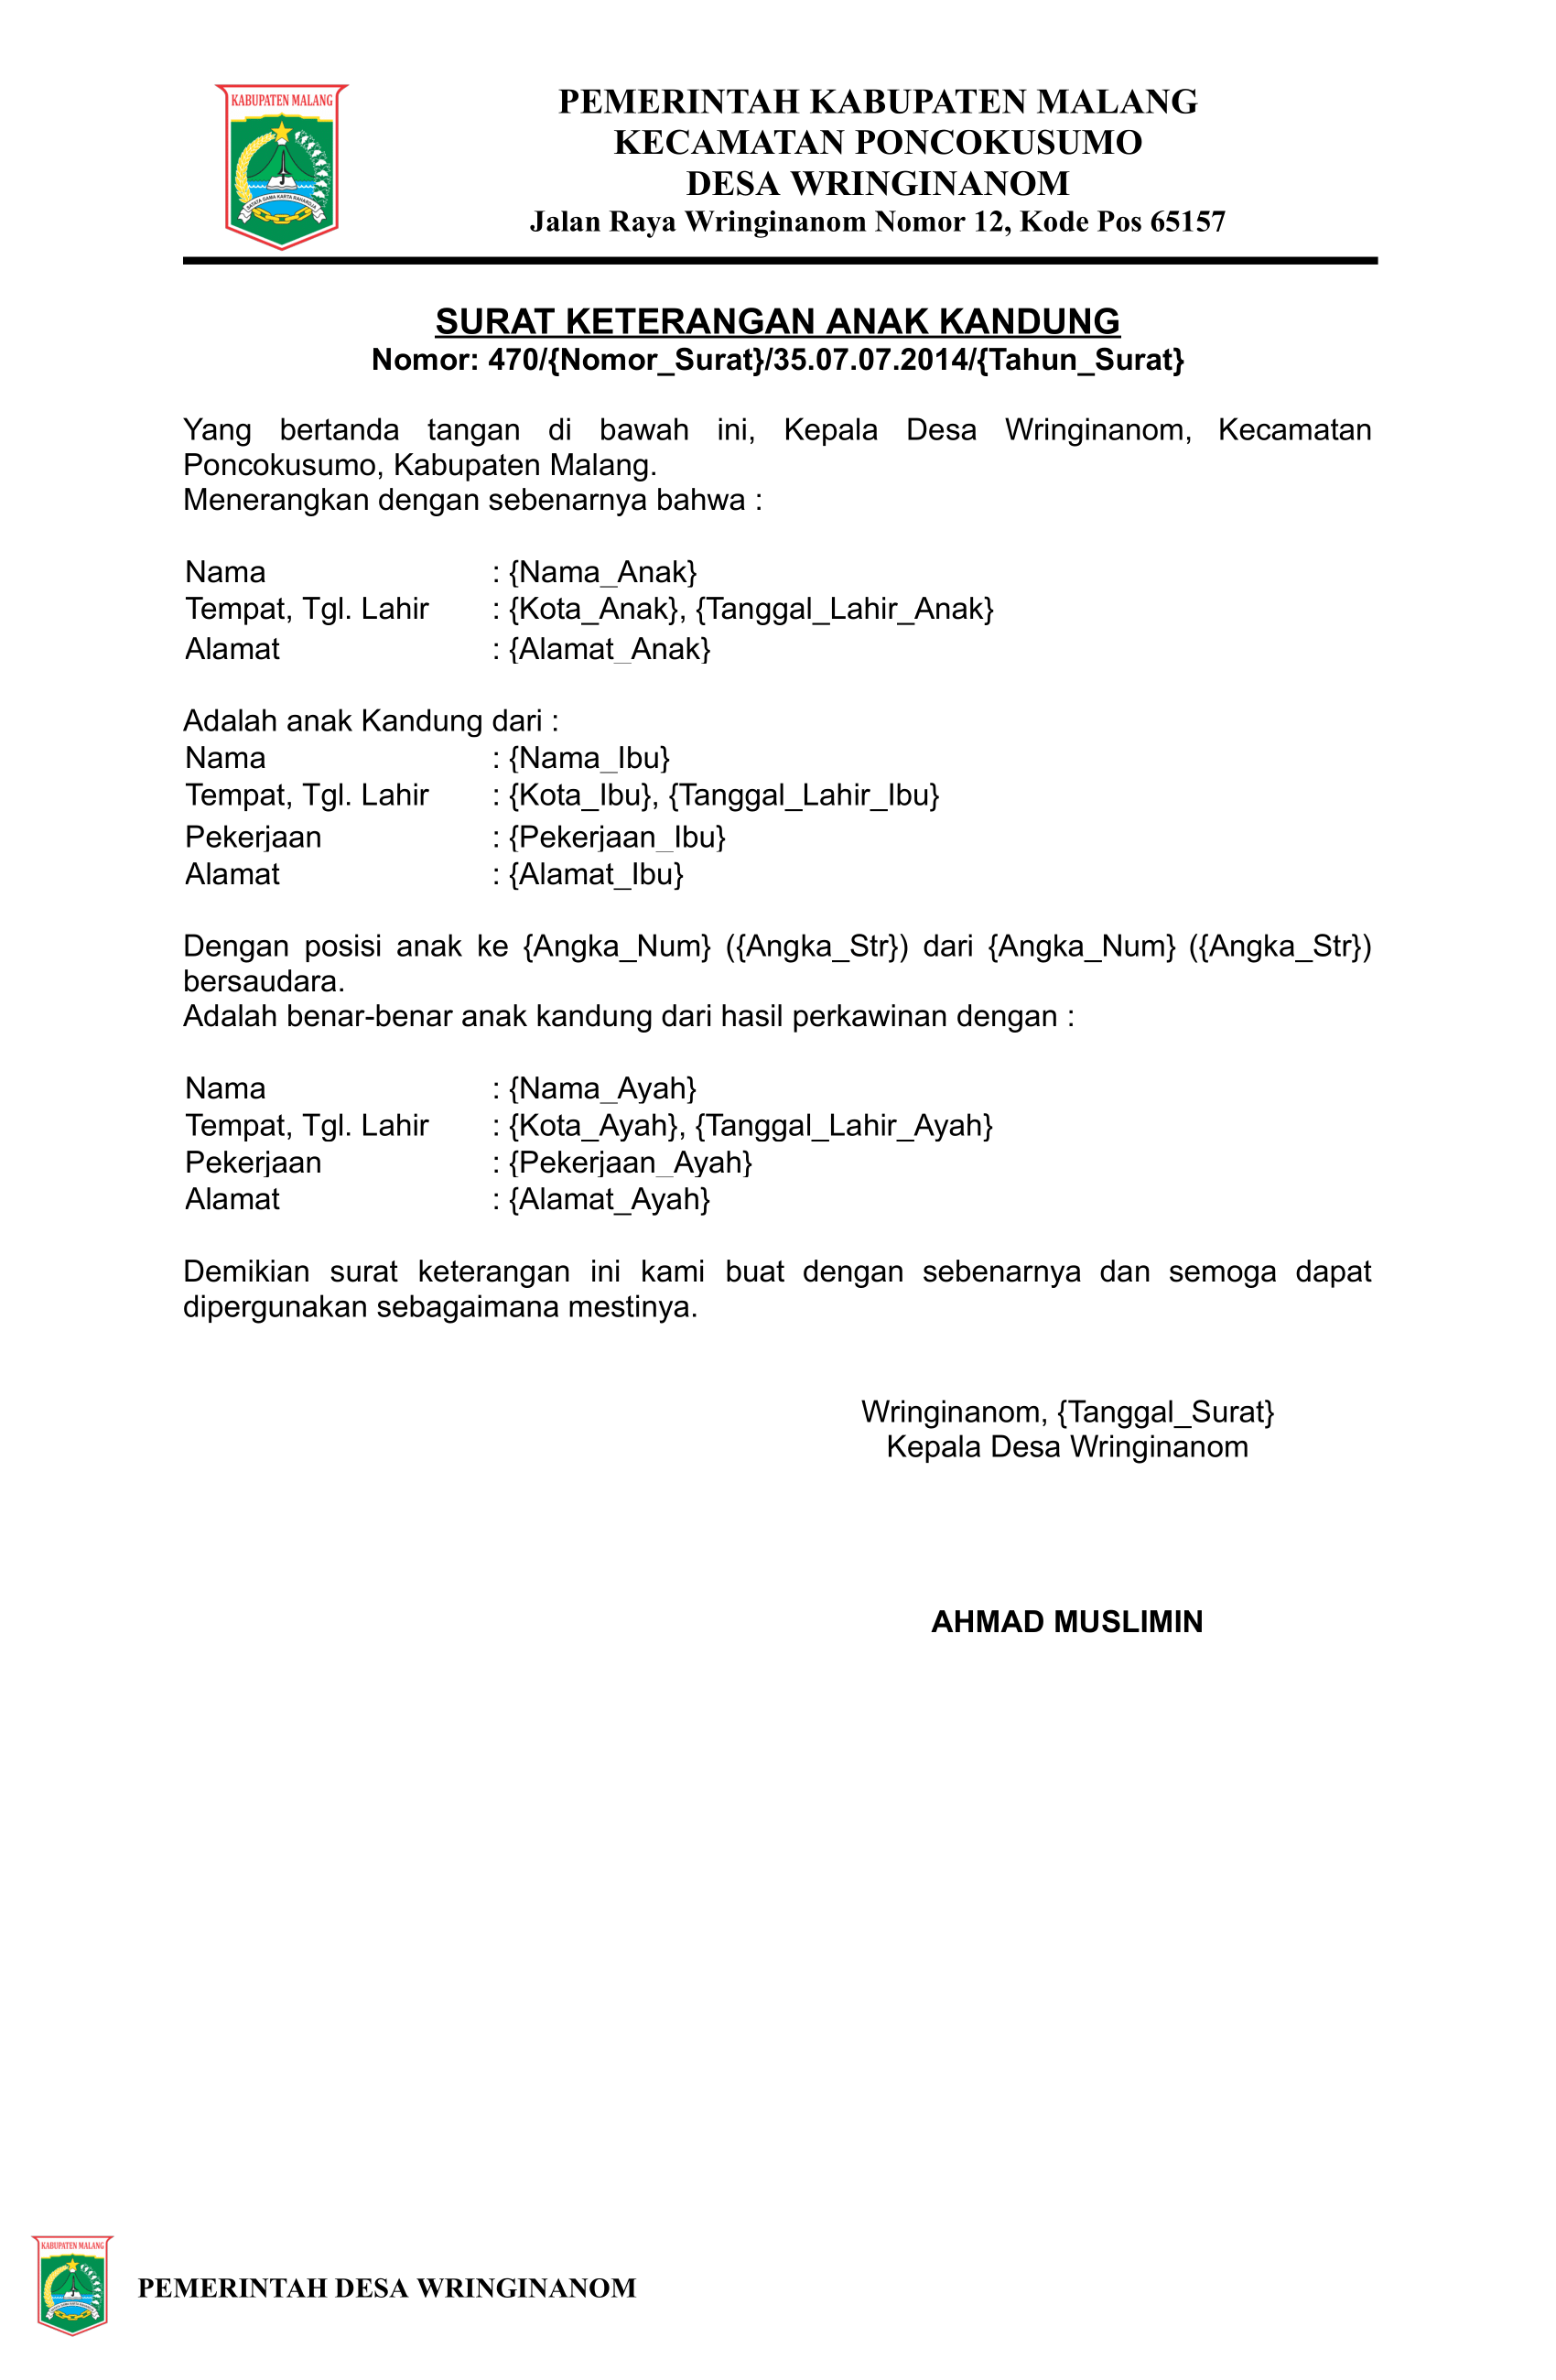 KABUPATEN MALANG
SATATA GAMA KARTA RAHARDJA
PEMERINTAH KABUPATEN MALANG
KECAMATAN PONCOKUSUMO
DESA WRINGINANOM
Jalan Raya Wringinanom Nomor 12, Kode Pos 65157
SURAT KETERANGAN ANAK KANDUNG
Nomor: 470/{Nomor_Surat}/35.07.07.2014/{Tahun_Surat}
Yang bertanda tangan di bawah ini, Kepala Desa Wringinanom, Kecamatan
Poncokusumo, Kabupaten Malang.
Menerangkan dengan sebenarnya bahwa :
Nama : {Nama_Anak}
Tempat, Tgl. Lahir : {Kota_Anak}, {Tanggal_Lahir_Anak}
Alamat : {Alamat_Anak}
Adalah anak Kandung dari :
Nama : {Nama_Ibu}
Tempat, Tgl. Lahir : {Kota_Ibu}, {Tanggal_Lahir_Ibu}
Pekerjaan : {Pekerjaan_Ibu}
Alamat : {Alamat_Ibu}
Dengan posisi anak ke {Angka_Num} ({Angka_Str}) dari {Angka_Num} ({Angka_Str})
bersaudara.
Adalah benar-benar anak kandung dari hasil perkawinan dengan :
Nama : {Nama_Ayah}
Tempat, Tgl. Lahir : {Kota_Ayah}, {Tanggal_Lahir_Ayah}
Pekerjaan : {Pekerjaan_Ayah}
Alamat : {Alamat_Ayah}
Demikian surat keterangan ini kami buat dengan sebenarnya dan semoga dapat
dipergunakan sebagaimana mestinya.
Wringinanom, {Tanggal_Surat}
Kepala Desa Wringinanom
AHMAD MUSLIMIN
KABUPATEN MALANG
PEMERINTAH DESA WRINGINANOM